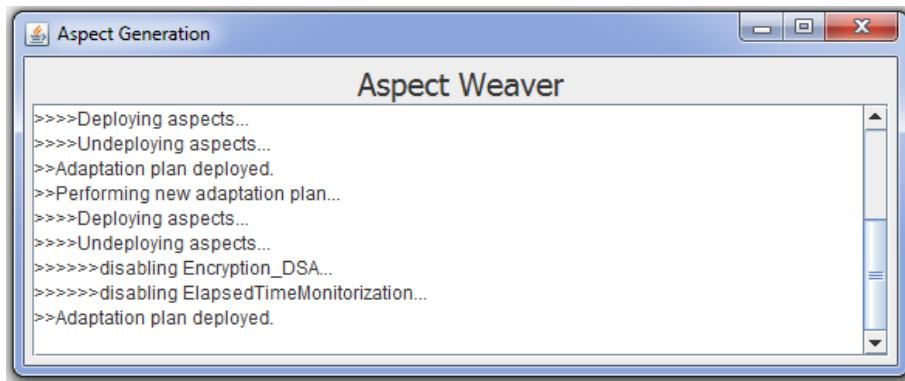 Aspect Generation
Aspect Weaver
>>>>Deploying aspects...
>>>>Undeploying aspects...
>>Adaptation plan deployed.
>>Performing new adaptation plan...
>>>>Deploying aspects...
>>>>Undeploying aspects...
>>>>>>disabling Encryption_DSA...
>>>>>>disabling ElapsedTimeMonitorization...
>>Adaptation plan deployed.